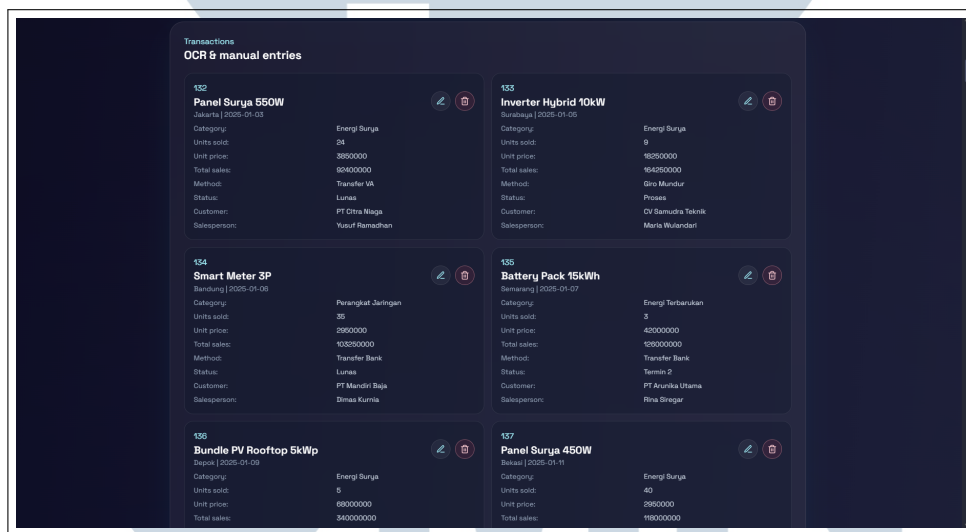 Transactions
OCR & manual entries
132
Panel Surya 550W
Jakarta | 2025-01-03
Category: Energi Surya
Units sold: 24
Unit price: 3850000
Total sales: 92400000
Method: Transfer VA
Status: Lunas
Customer: PT Citra Niaga
Salesperson: Yusuf Ramadhan
133
Inverter Hybrid 10kW
Surabaya | 2025-01-05
Category: Energi Surya
Units sold: 9
Unit price: 18250000
Total sales: 164250000
Method: Giro Mundur
Status: Proses
Customer: CV Samudra Teknik
Salesperson: Maria Wulandari
134
Smart Meter 3P
Bandung | 2025-01-06
Category: Perangkat Jaringan
Units sold: 35
Unit price: 2950000
Total sales: 103250000
Method: Transfer Bank
Status: Lunas
Customer: PT Mandiri Baja
Salesperson: Dimas Kurnia
135
Battery Pack 15kWh
Semarang | 2025-01-07
Category: Energi Terbarukan
Units sold: 3
Unit price: 42000000
Total sales: 126000000
Method: Transfer Bank
Status: Termin 2
Customer: PT Arunika Utama
Salesperson: Rina Siregar
136
Bundle PV Rooftop 5kWp
Depok | 2025-01-09
Category: Energi Surya
Units sold: 5
Unit price: 68000000
Total sales: 340000000
137
Panel Surya 450W
Bekasi | 2025-01-11
Category: Energi Surya
Units sold: 40
Unit price: 2950000
Total sales: 118000000